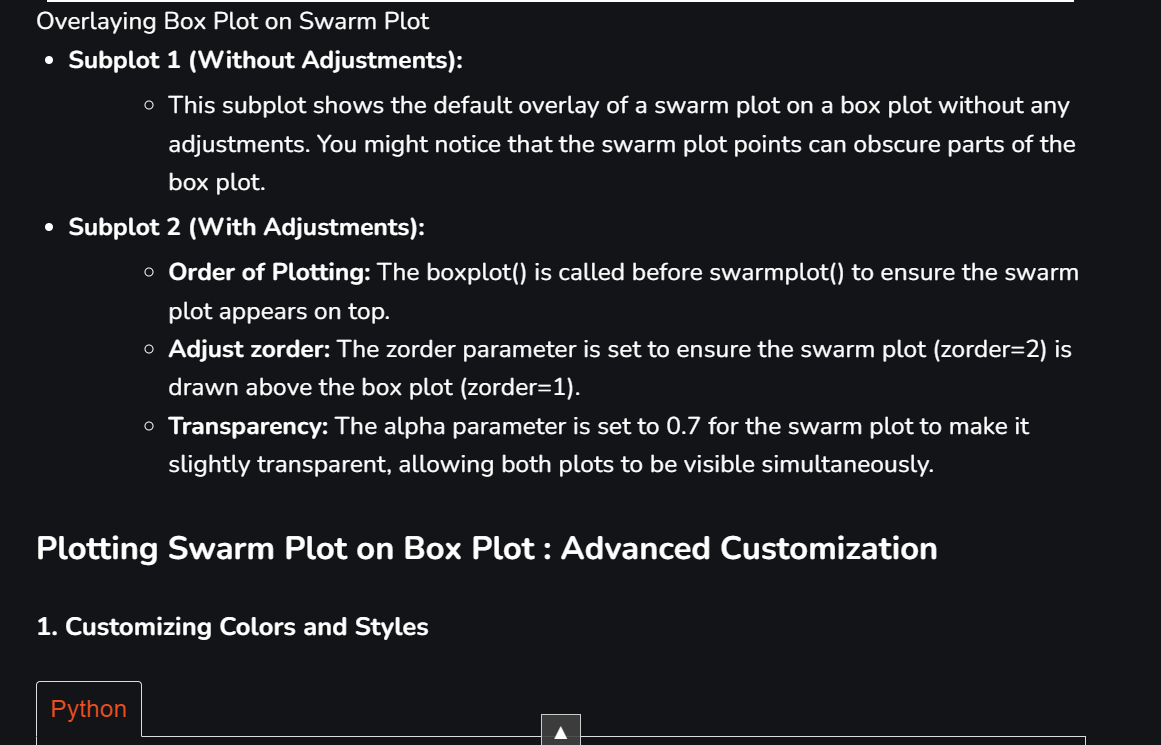 Overlaying Box Plot on Swarm Plot
• Subplot 1 (Without Adjustments):
○ This subplot shows the default overlay of a swarm plot on a box plot without any
adjustments. You might notice that the swarm plot points can obscure parts of the
box plot.
• Subplot 2 (With Adjustments):
○ Order of Plotting: The boxplot() is called before swarmplot() to ensure the swarm
plot appears on top.
○ Adjust zorder: The zorder parameter is set to ensure the swarm plot (zorder=2) is
drawn above the box plot (zorder=1).
○ Transparency: The alpha parameter is set to 0.7 for the swarm plot to make it
slightly transparent, allowing both plots to be visible simultaneously.
Plotting Swarm Plot on Box Plot : Advanced Customization
1. Customizing Colors and Styles
Python
▲